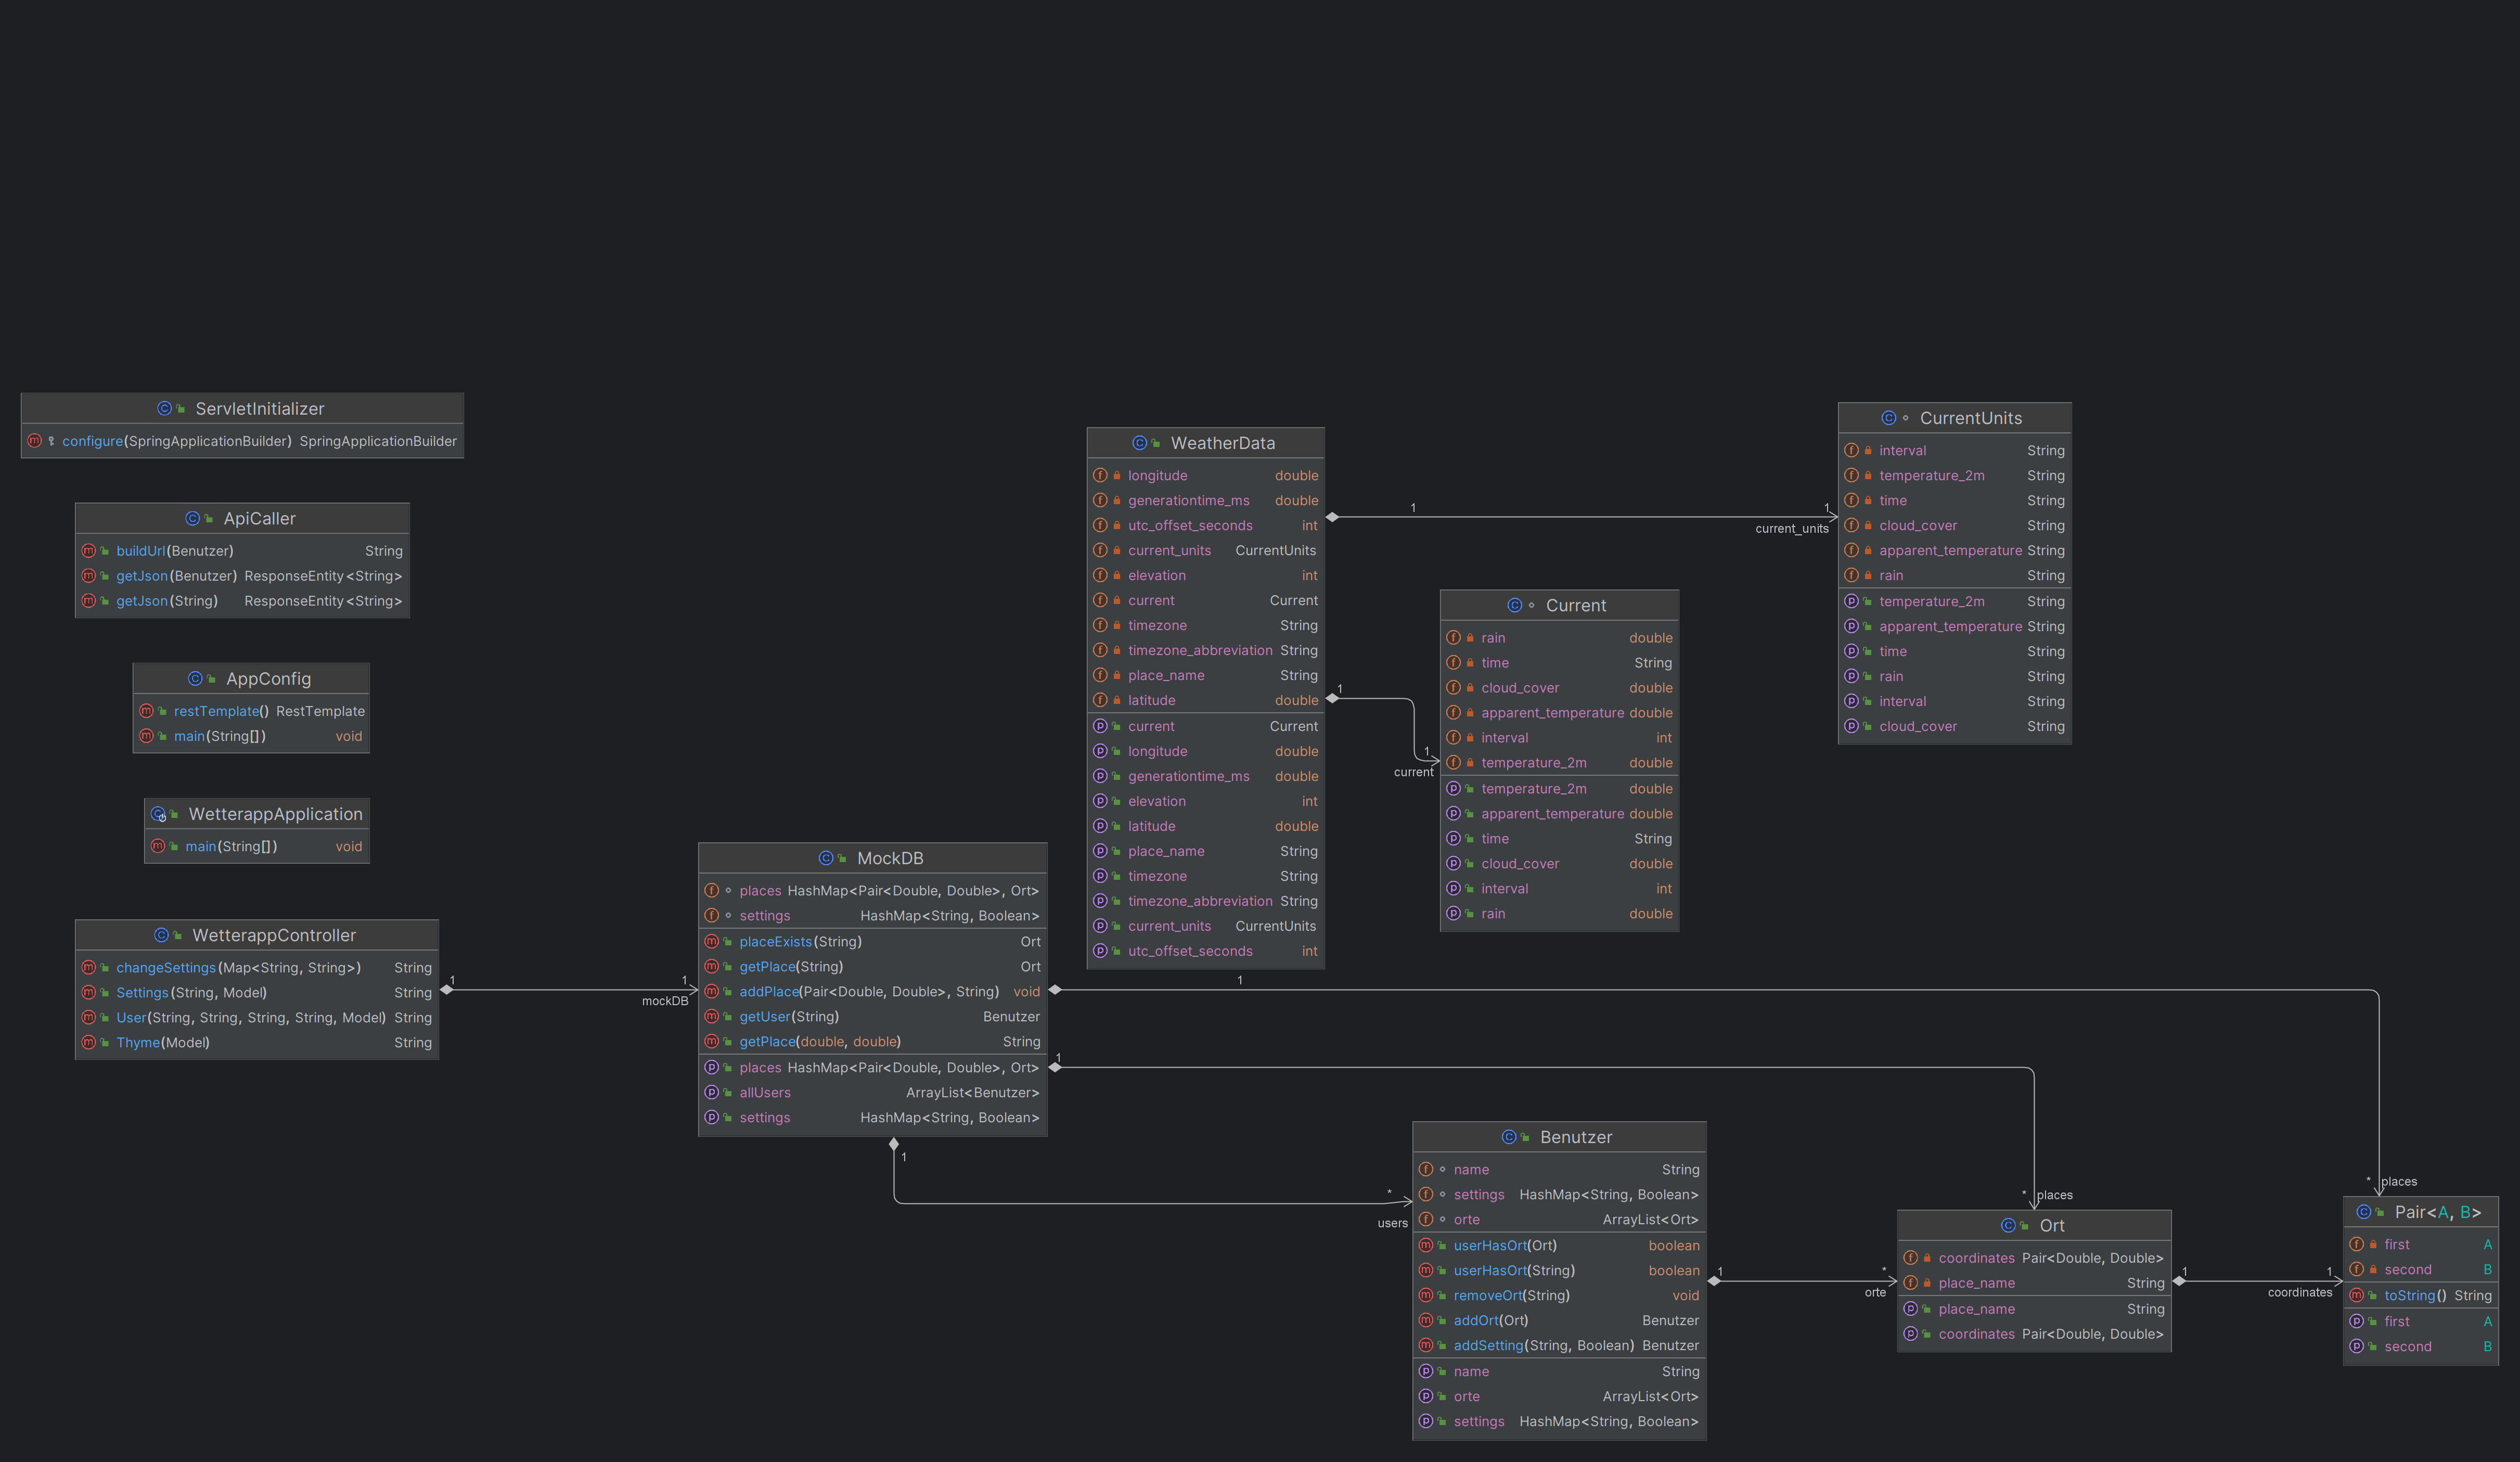 ServletInitializer
configure(SpringApplicationBuilder) SpringApplicationBuilder
ApiCaller
buildUrl(Benutzer) String
getJson(Benutzer) ResponseEntity<String>
getJson(String) ResponseEntity<String>
AppConfig
restTemplate() RestTemplate
main(String[]) void
WetterappApplication
main(String[]) void
WetterappController
changeSettings(Map<String, String>) String
Settings(String, Model) String
User(String, String, String, String, Model) String
Thyme(Model) String
1
1
mockDB
MockDB
places HashMap<Pair<Double, Double>, Ort>
settings HashMap<String, Boolean>
placeExists(String) Ort
getPlace(String) Ort
addPlace(Pair<Double, Double>, String) void
getUser(String) Benutzer
getPlace(double, double) String
places HashMap<Pair<Double, Double>, Ort>
allUsers ArrayList<Benutzer>
settings HashMap<String, Boolean>
1
1
1
*
users
WeatherData
longitude double
generationtime_ms double
utc_offset_seconds int
current_units CurrentUnits
elevation int
current Current
timezone String
timezone_abbreviation String
place_name String
latitude double
current Current
longitude double
generationtime_ms double
elevation int
latitude double
place_name String
timezone String
timezone_abbreviation String
current_units CurrentUnits
utc_offset_seconds int
1
1
current_units
1
1
current
Current
rain double
time String
cloud_cover double
apparent_temperature double
interval int
temperature_2m double
temperature_2m double
apparent_temperature double
time String
cloud_cover double
interval int
rain double
CurrentUnits
interval String
temperature_2m String
time String
cloud_cover String
apparent_temperature String
rain String
temperature_2m String
apparent_temperature String
time String
rain String
interval String
cloud_cover String
Benutzer
name String
settings HashMap<String, Boolean>
orte ArrayList<Ort>
userHasOrt(Ort) boolean
userHasOrt(String) boolean
removeOrt(String) void
addOrt(Ort) Benutzer
addSetting(String, Boolean) Benutzer
name String
orte ArrayList<Ort>
settings HashMap<String, Boolean>
1
*
orte
* places
Ort
coordinates Pair<Double, Double>
place_name String
place_name String
coordinates Pair<Double, Double>
1
1
coordinates
* places
Pair<A, B>
first A
second B
toString() String
first A
second B